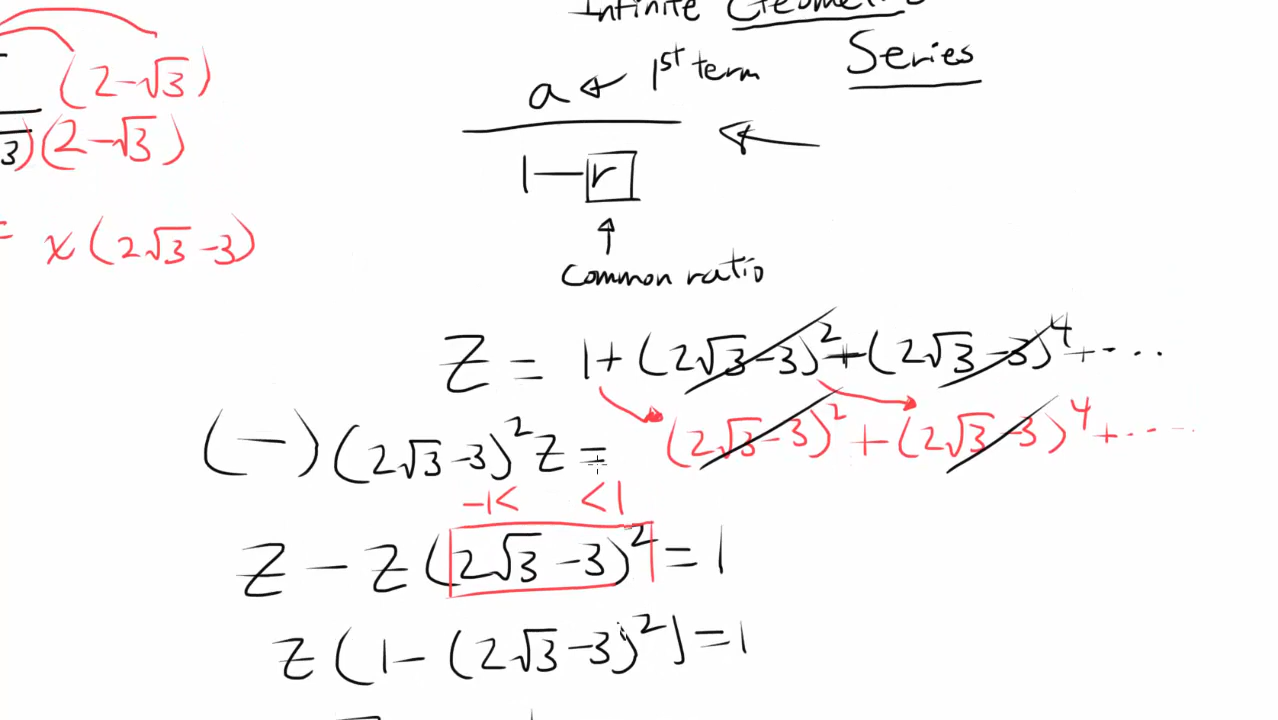 Infinite Geometric
Series
a ← 1st term
1 − r
common ratio
(2−√3)
3)(2−√3)
= x(2√3−3)
Z = 1+(2√3−3)²+(2√3−3)⁴+····
(−)(2√3−3)²Z = (2√3−3)²+(2√3−3)⁴+····
−1< <1
Z − Z(2√3−3)² = 1
Z(1−(2√3−3)²) = 1